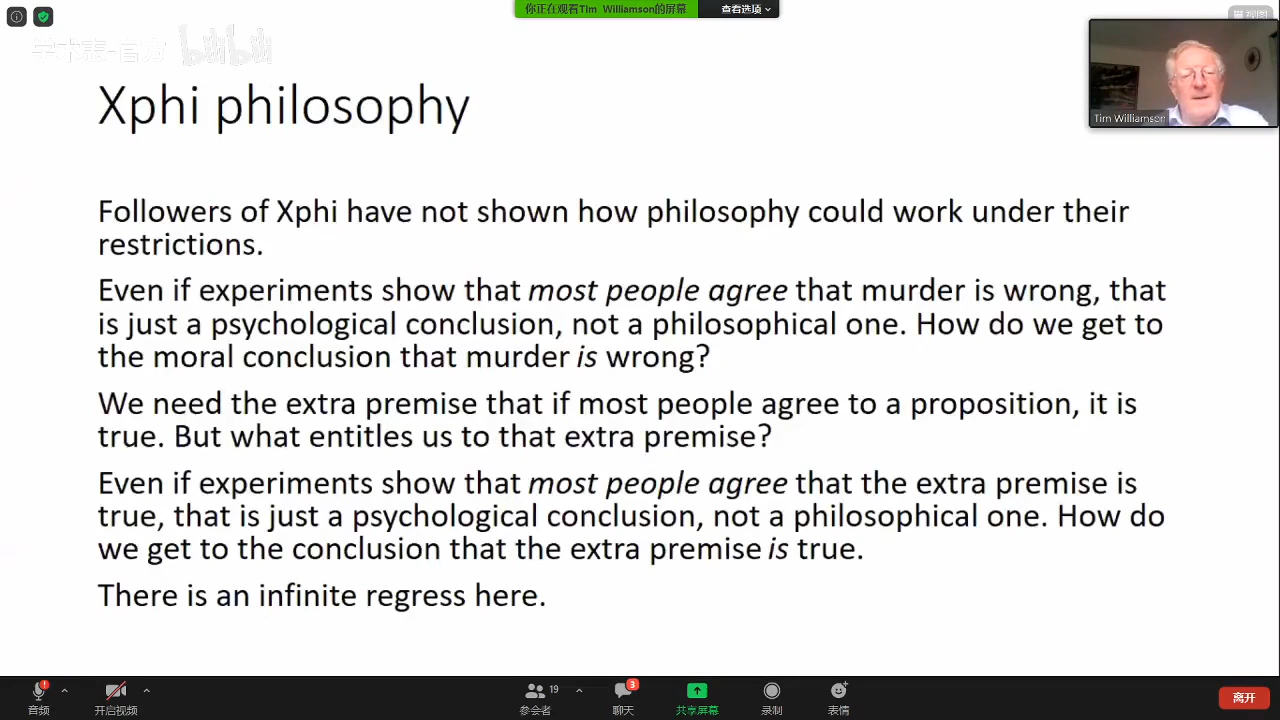 你正在观看Tim Williamson的屏幕
查看选项
视图
bilibili
Tim Williamson
Xphi philosophy
Followers of Xphi have not shown how philosophy could work under their
restrictions.
Even if experiments show that most people agree that murder is wrong, that
is just a psychological conclusion, not a philosophical one. How do we get to
the moral conclusion that murder is wrong?
We need the extra premise that if most people agree to a proposition, it is
true. But what entitles us to that extra premise?
Even if experiments show that most people agree that the extra premise is
true, that is just a psychological conclusion, not a philosophical one. How do
we get to the conclusion that the extra premise is true.
There is an infinite regress here.
音频
开启视频
19
参会者
3
聊天
共享屏幕
录制
表情
离开